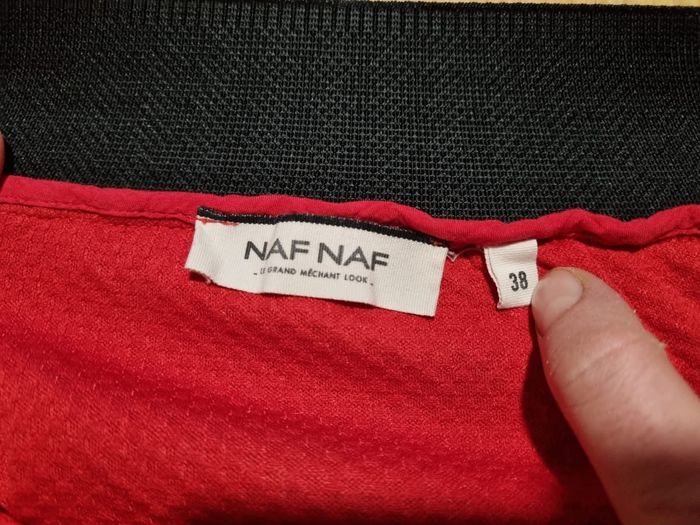 NAF NAF
- LE GRAND MÉCHANT LOOK -
38